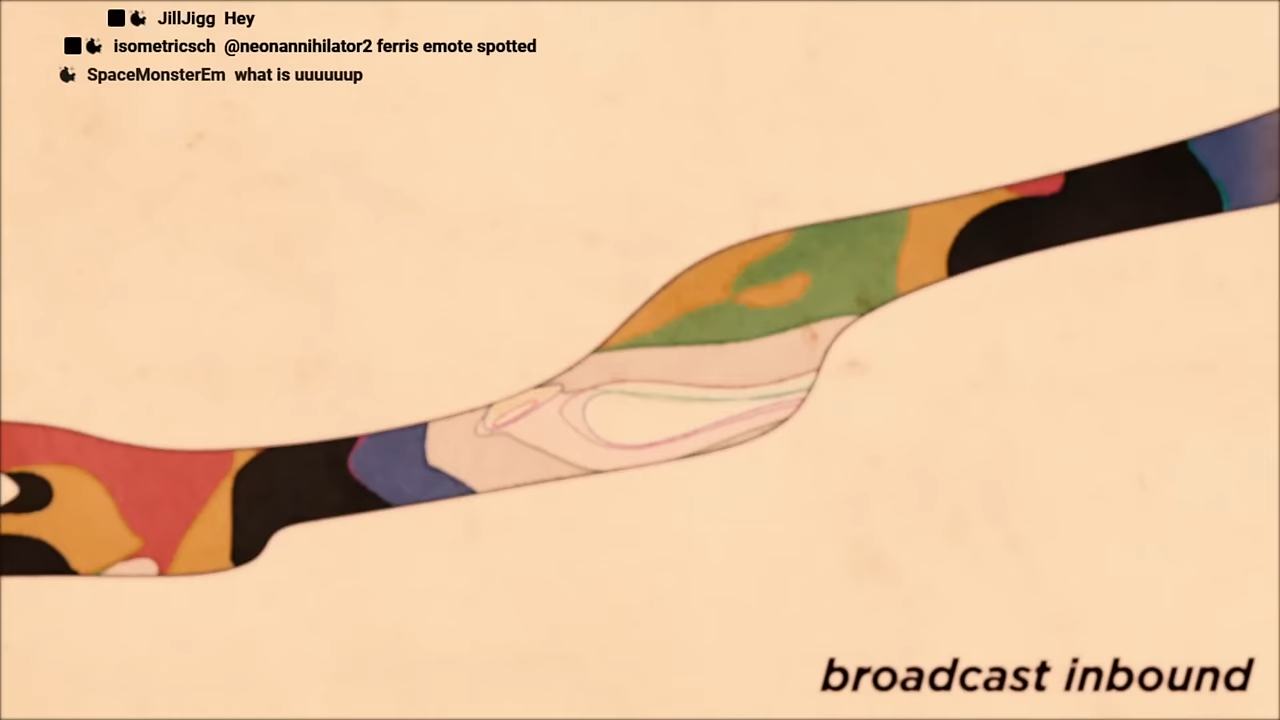 JillJigg Hey
isometricsch @neonannihilator2 ferris emote spotted
SpaceMonsterEm what is uuuuuup
broadcast inbound